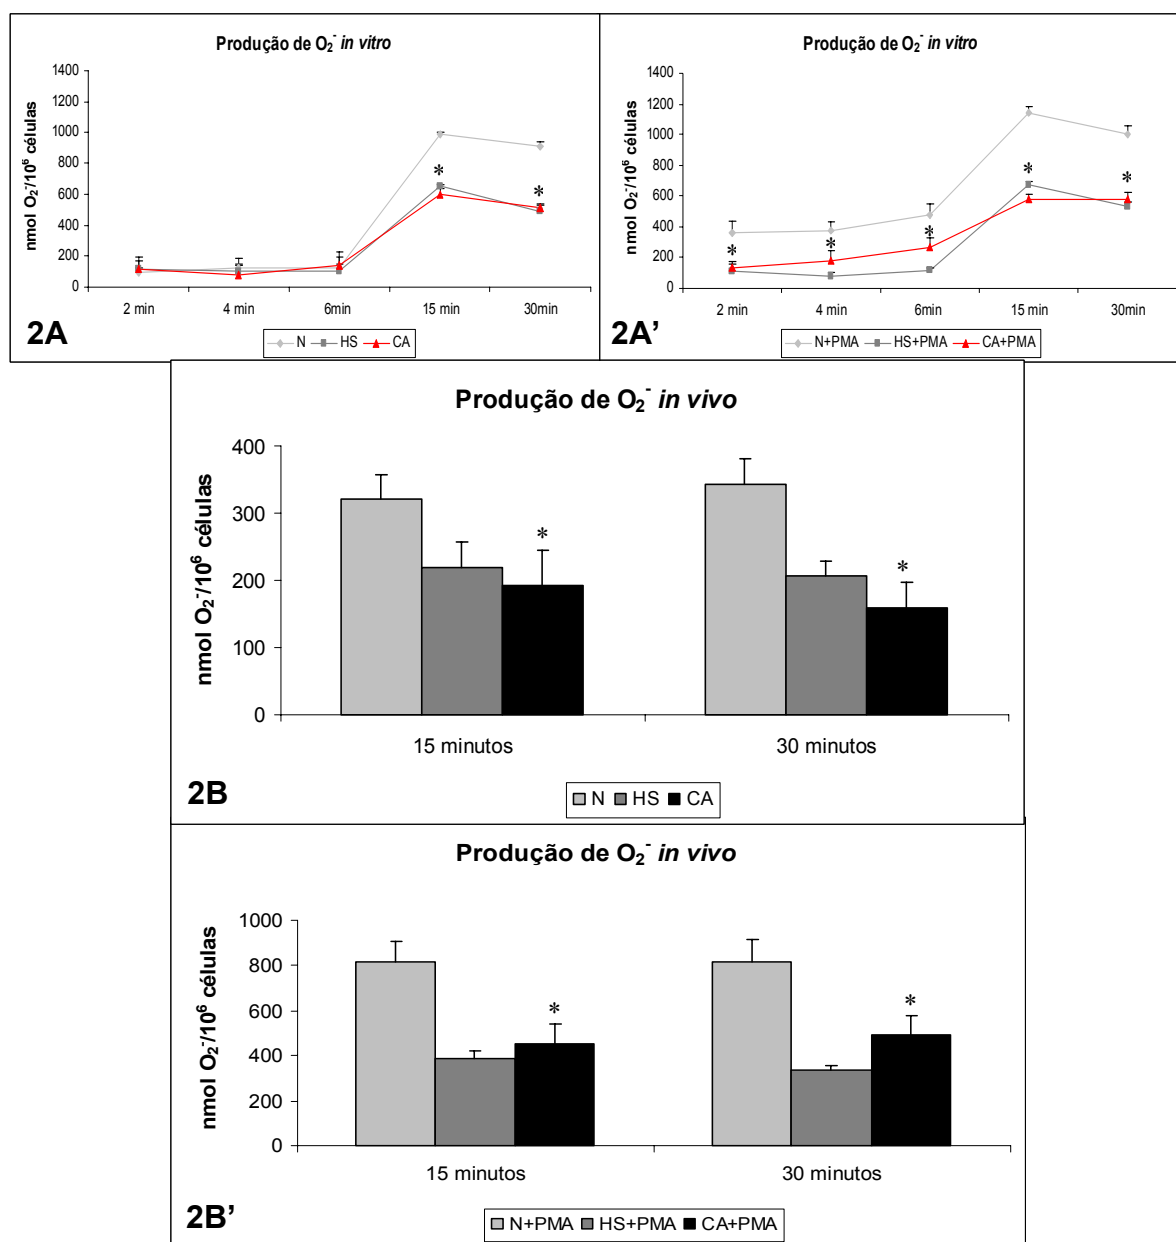 Produção de O₂⁻ in vitro
nmol O₂⁻/10⁶ células
1400
1200
1000
800
600
400
200
0
2 min 4 min 6min 15 min 30min
* *
2A
N HS CA
Produção de O₂⁻ in vitro
nmol O₂⁻/10⁶ células
1400
1200
1000
800
600
400
200
0
2 min 4 min 6min 15 min 30min
* * * * *
2A’
N+PMA HS+PMA CA+PMA
Produção de O₂⁻ in vivo
nmol O₂⁻/10⁶ células
400
300
200
100
0
* *
15 minutos 30 minutos
2B
N HS CA
Produção de O₂⁻ in vivo
nmol O₂⁻/10⁶ células
1000
800
600
400
200
0
* *
15 minutos 30 minutos
2B’
N+PMA HS+PMA CA+PMA